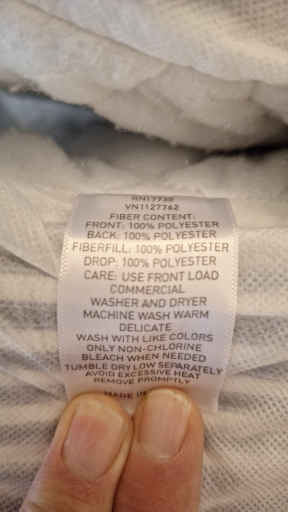 VN1127762
FIBER CONTENT:
FRONT: 100% POLYESTER
BACK: 100% POLYESTER
FIBERFILL: 100% POLYESTER
DROP: 100% POLYESTER
CARE: USE FRONT LOAD
COMMERCIAL
WASHER AND DRYER
MACHINE WASH WARM
DELICATE
WASH WITH LIKE COLORS
ONLY NON-CHLORINE
BLEACH WHEN NEEDED
TUMBLE DRY LOW SEPARATELY
AVOID EXCESSIVE HEAT
REMOVE PROMPTLY
MADE